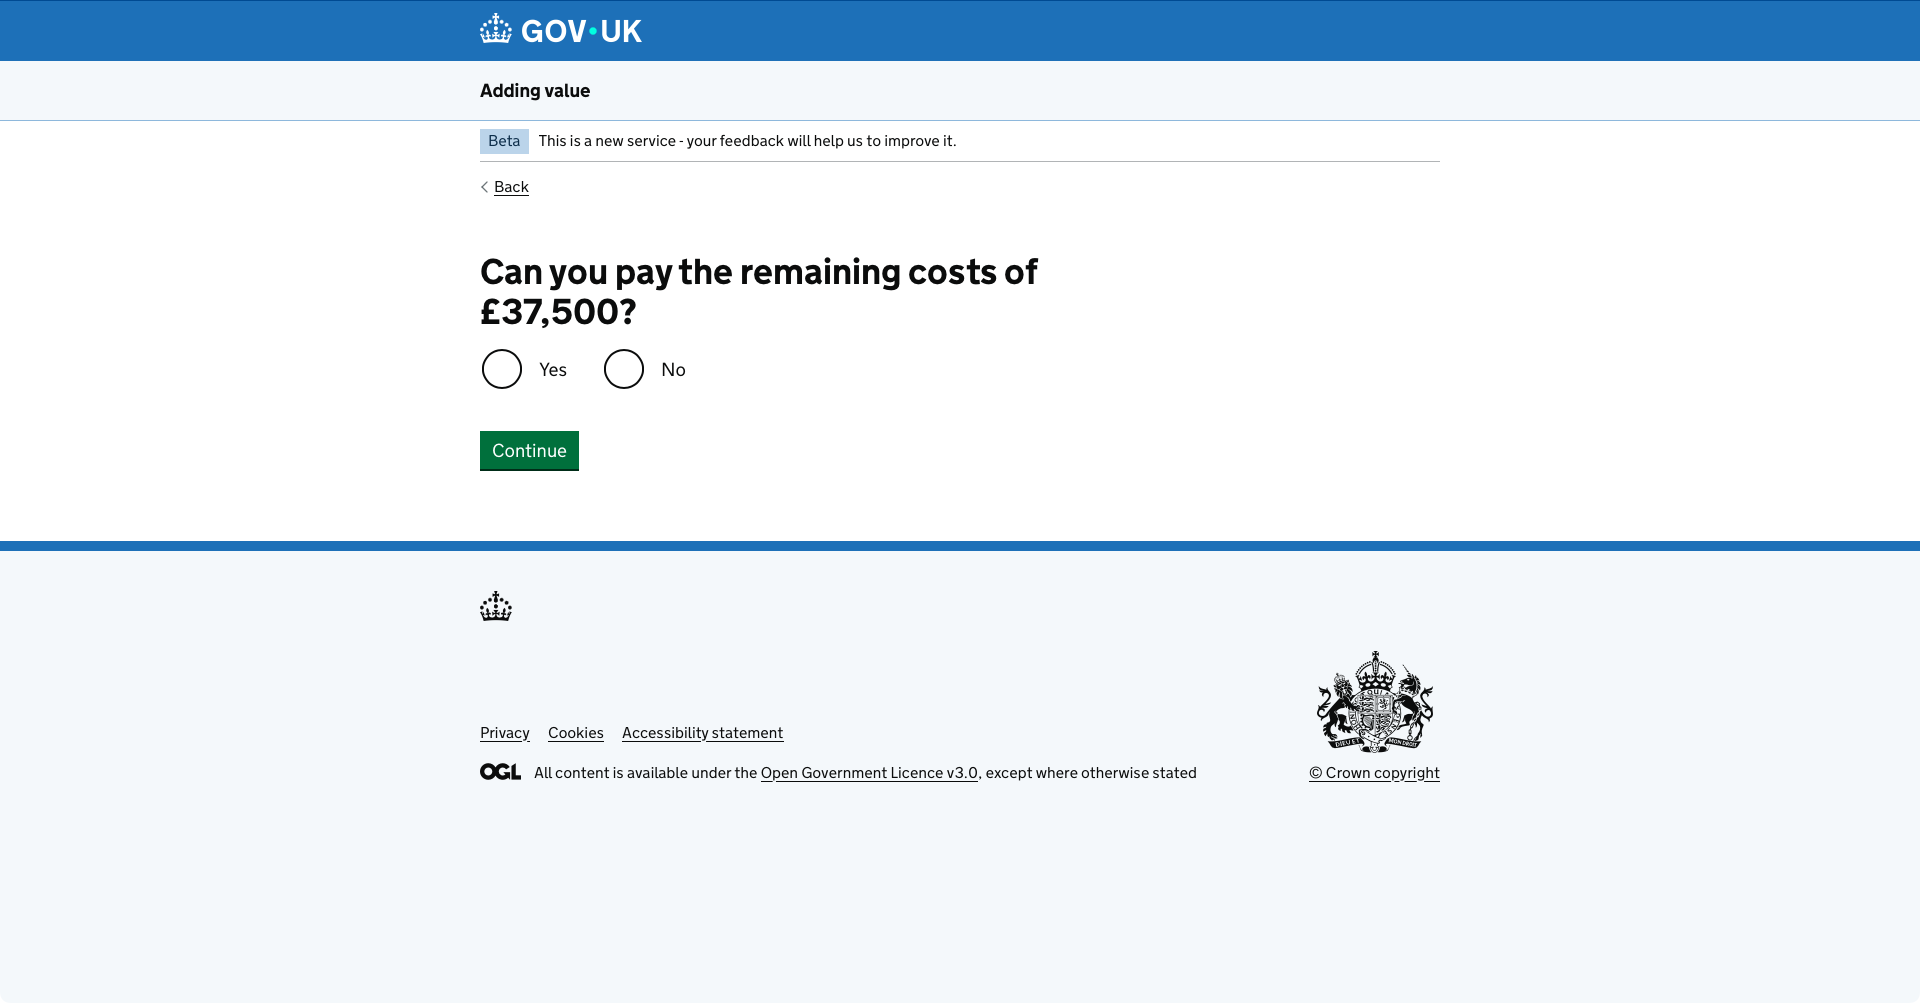 GOV·UK
Adding value
Beta This is a new service - your feedback will help us to improve it.
Back
Can you pay the remaining costs of
£37,500?
Yes No
Continue
Privacy Cookies Accessibility statement
OGL All content is available under the Open Government Licence v3.0, except where otherwise stated
© Crown copyright